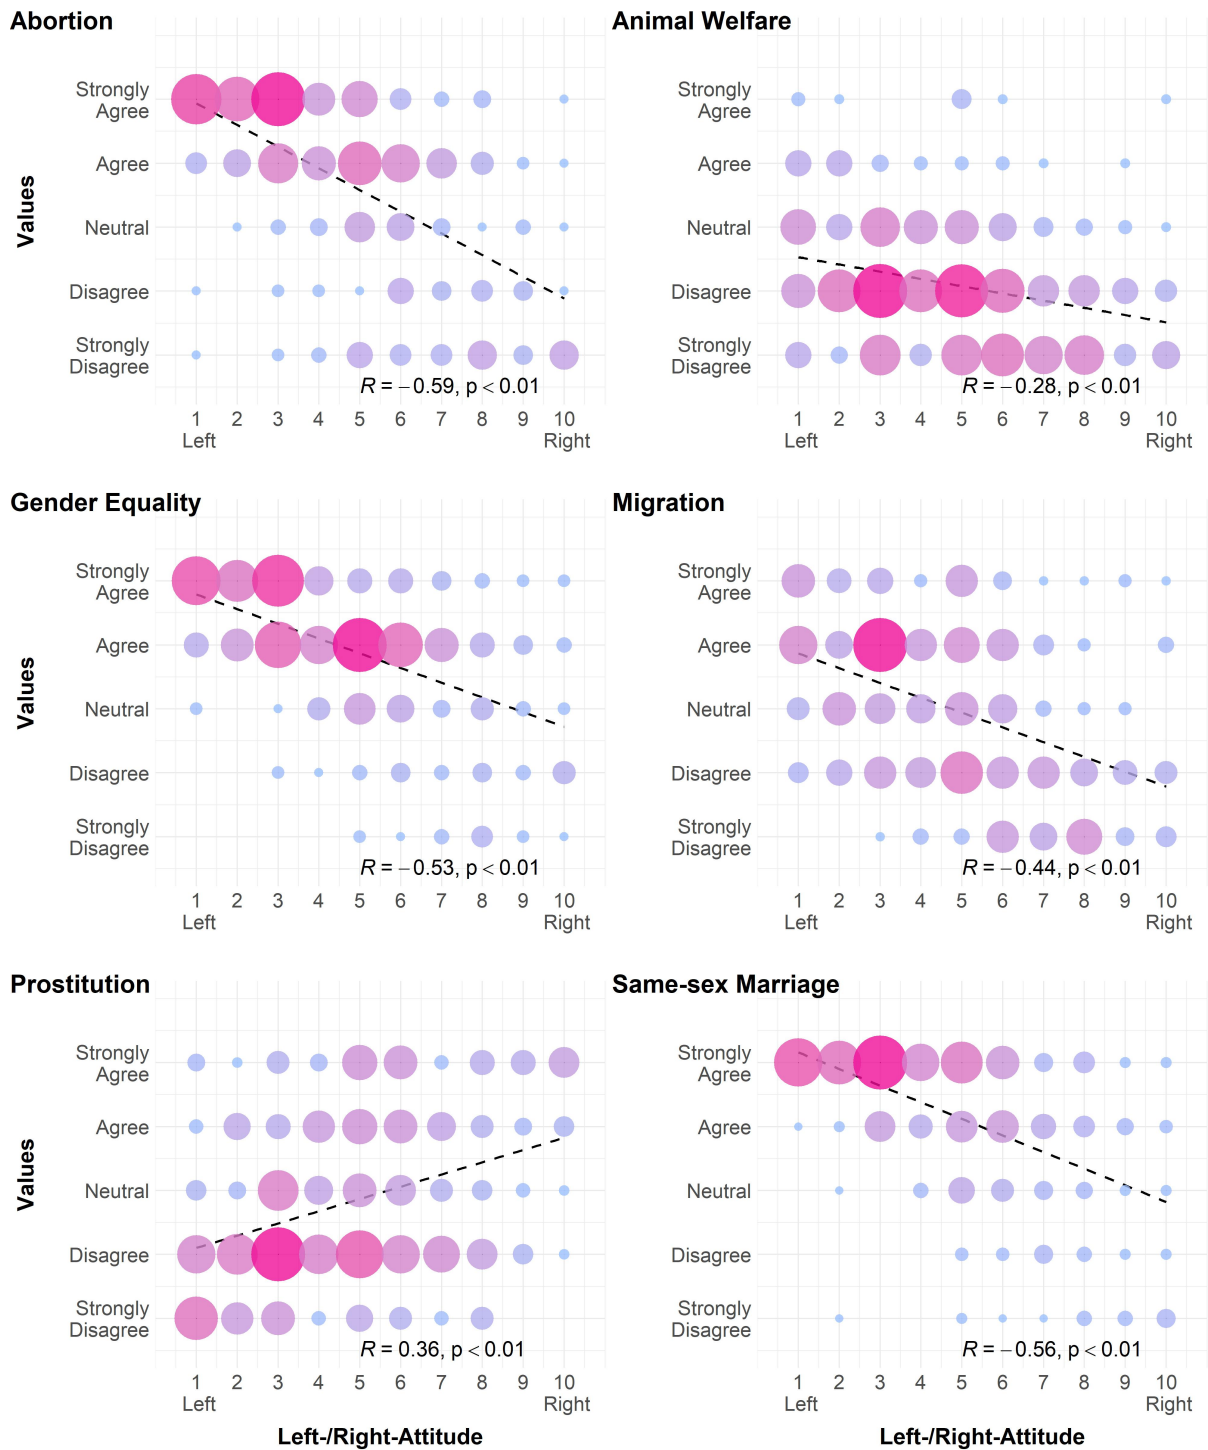 Abortion
Values
Strongly
Agree
Agree
Neutral
Disagree
Strongly
Disagree
R = −0.59, p < 0.01
1 2 3 4 5 6 7 8 9 10
Left Right
Animal Welfare
Strongly
Agree
Agree
Neutral
Disagree
Strongly
Disagree
R = −0.28, p < 0.01
1 2 3 4 5 6 7 8 9 10
Left Right
Gender Equality
Values
Strongly
Agree
Agree
Neutral
Disagree
Strongly
Disagree
R = −0.53, p < 0.01
1 2 3 4 5 6 7 8 9 10
Left Right
Migration
Strongly
Agree
Agree
Neutral
Disagree
Strongly
Disagree
R = −0.44, p < 0.01
1 2 3 4 5 6 7 8 9 10
Left Right
Prostitution
Values
Strongly
Agree
Agree
Neutral
Disagree
Strongly
Disagree
R = 0.36, p < 0.01
1 2 3 4 5 6 7 8 9 10
Left Right
Left-/Right-Attitude
Same-sex Marriage
Strongly
Agree
Agree
Neutral
Disagree
Strongly
Disagree
R = −0.56, p < 0.01
1 2 3 4 5 6 7 8 9 10
Left Right
Left-/Right-Attitude